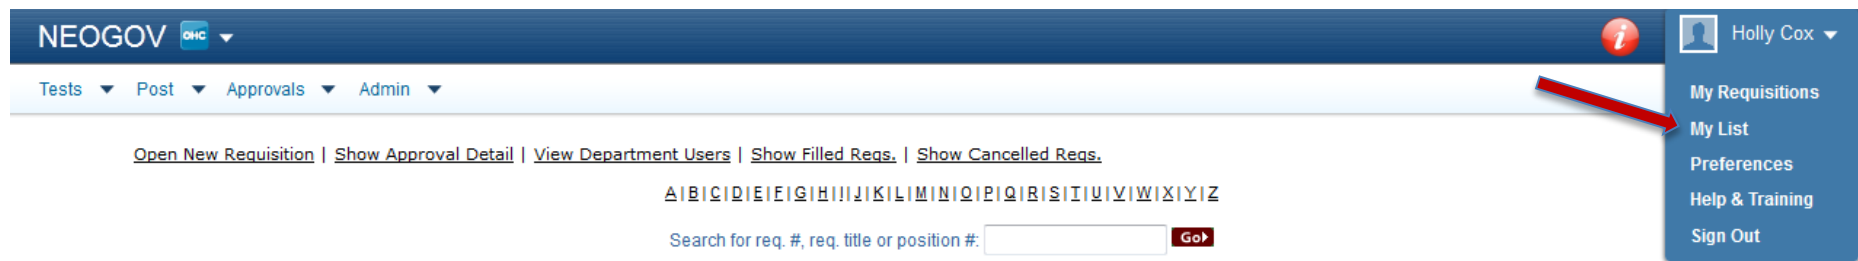 NEOGOV OHC
i
Holly Cox
Tests Post Approvals Admin
My Requisitions
My List
Preferences
Help & Training
Sign Out
Open New Requisition | Show Approval Detail | View Department Users | Show Filled Reqs. | Show Cancelled Reqs.
A|B|C|D|E|F|G|H|I|J|K|L|M|N|O|P|Q|R|S|T|U|V|W|X|Y|Z
Search for req. #, req. title or position #: Go